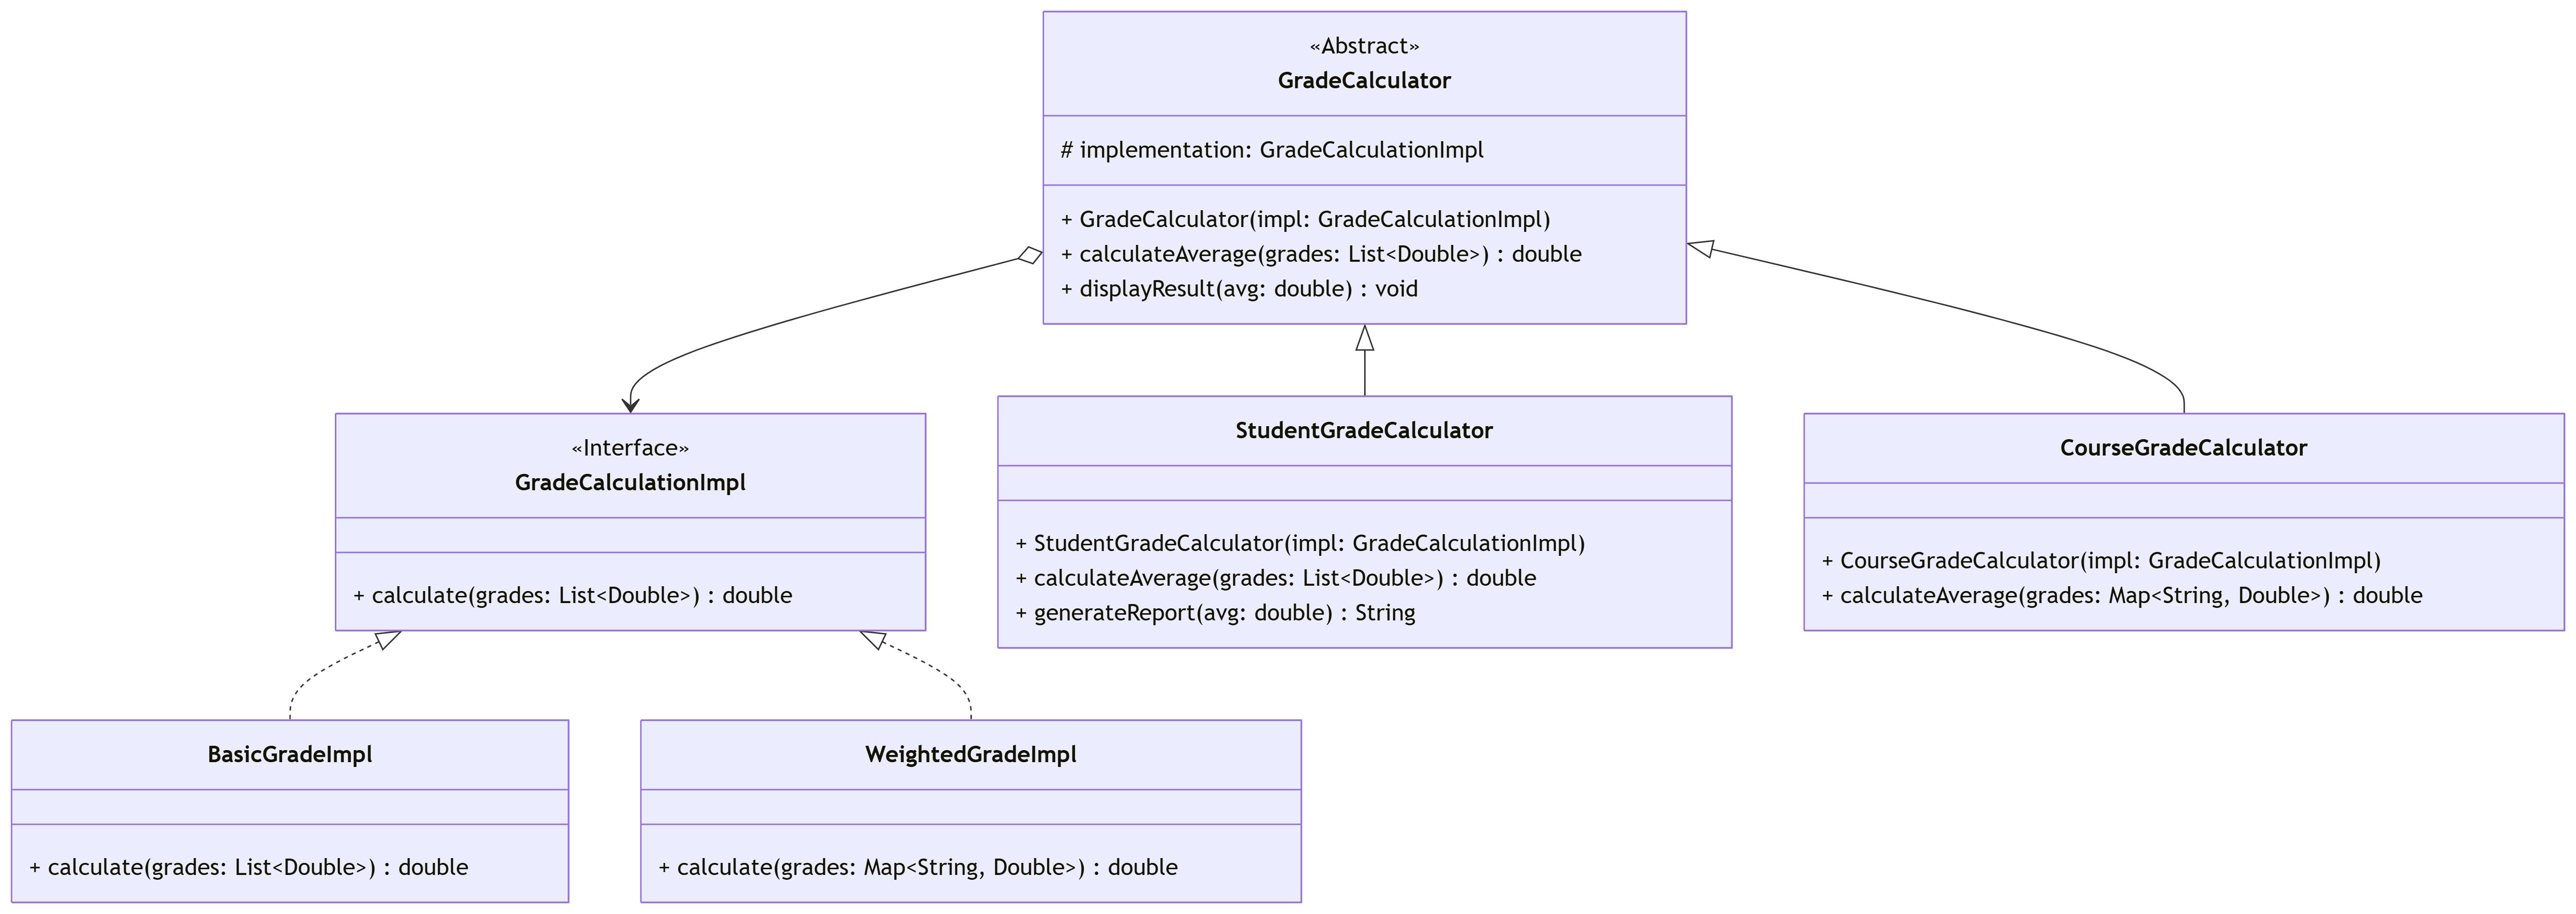 «Abstract»
GradeCalculator
# implementation: GradeCalculationImpl
+ GradeCalculator(impl: GradeCalculationImpl)
+ calculateAverage(grades: List<Double>) : double
+ displayResult(avg: double) : void
«Interface»
GradeCalculationImpl
+ calculate(grades: List<Double>) : double
StudentGradeCalculator
+ StudentGradeCalculator(impl: GradeCalculationImpl)
+ calculateAverage(grades: List<Double>) : double
+ generateReport(avg: double) : String
CourseGradeCalculator
+ CourseGradeCalculator(impl: GradeCalculationImpl)
+ calculateAverage(grades: Map<String, Double>) : double
BasicGradeImpl
+ calculate(grades: List<Double>) : double
WeightedGradeImpl
+ calculate(grades: Map<String, Double>) : double